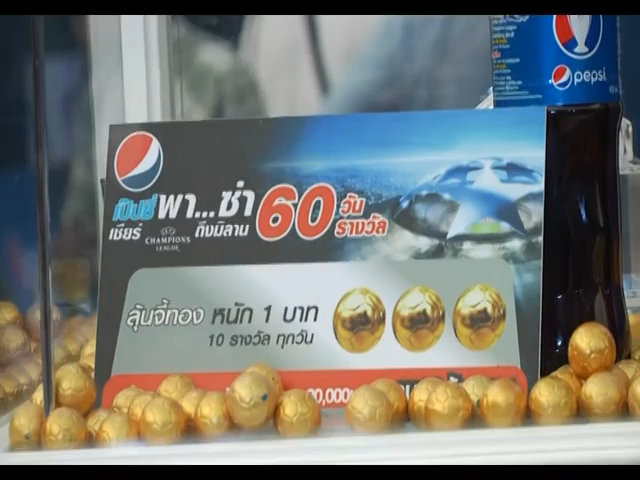 เป๊ปซี่ พา...ซ่า 60 วัน รางวัล
เชียร์ CHAMPIONS LEAGUE ถึงมิลาน
ลุ้นจี้ทอง หนัก 1 บาท
10 รางวัล ทุกวัน
00,000
pepsi